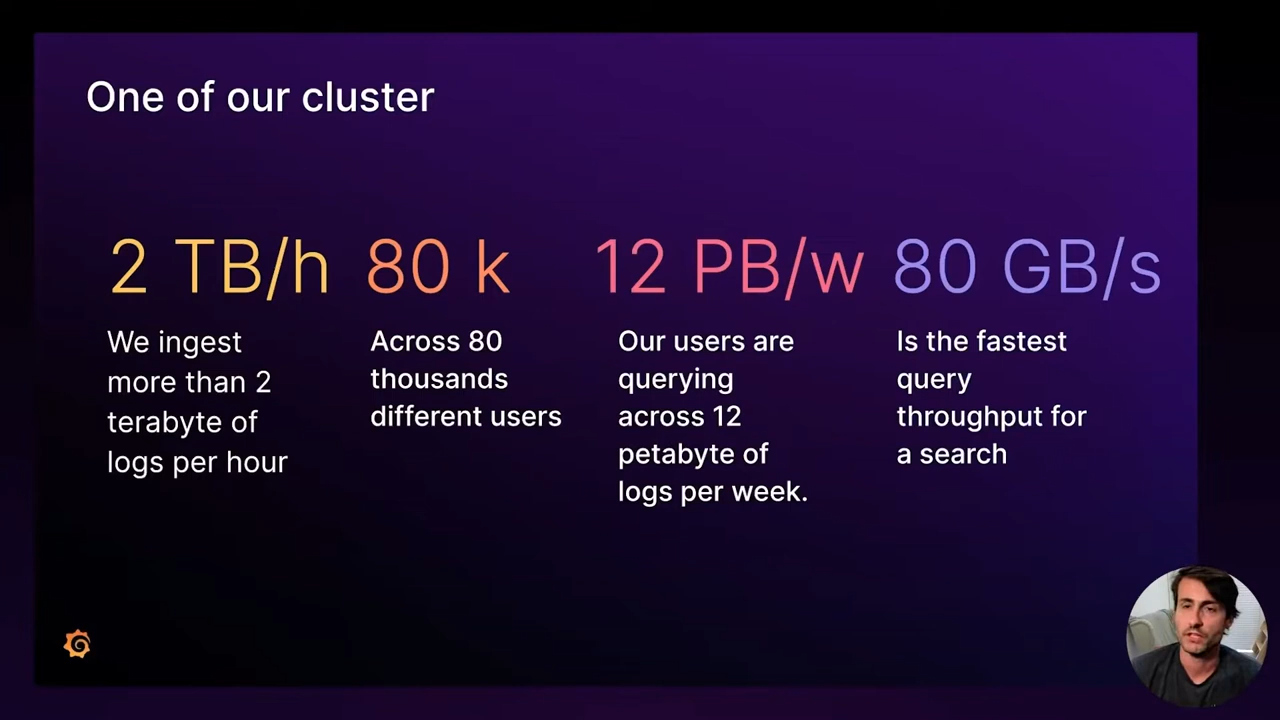 One of our cluster
2 TB/h
We ingest
more than 2
terabyte of
logs per hour
80 k
Across 80
thousands
different users
12 PB/w
Our users are
querying
across 12
petabyte of
logs per week.
80 GB/s
Is the fastest
query
throughput for
a search